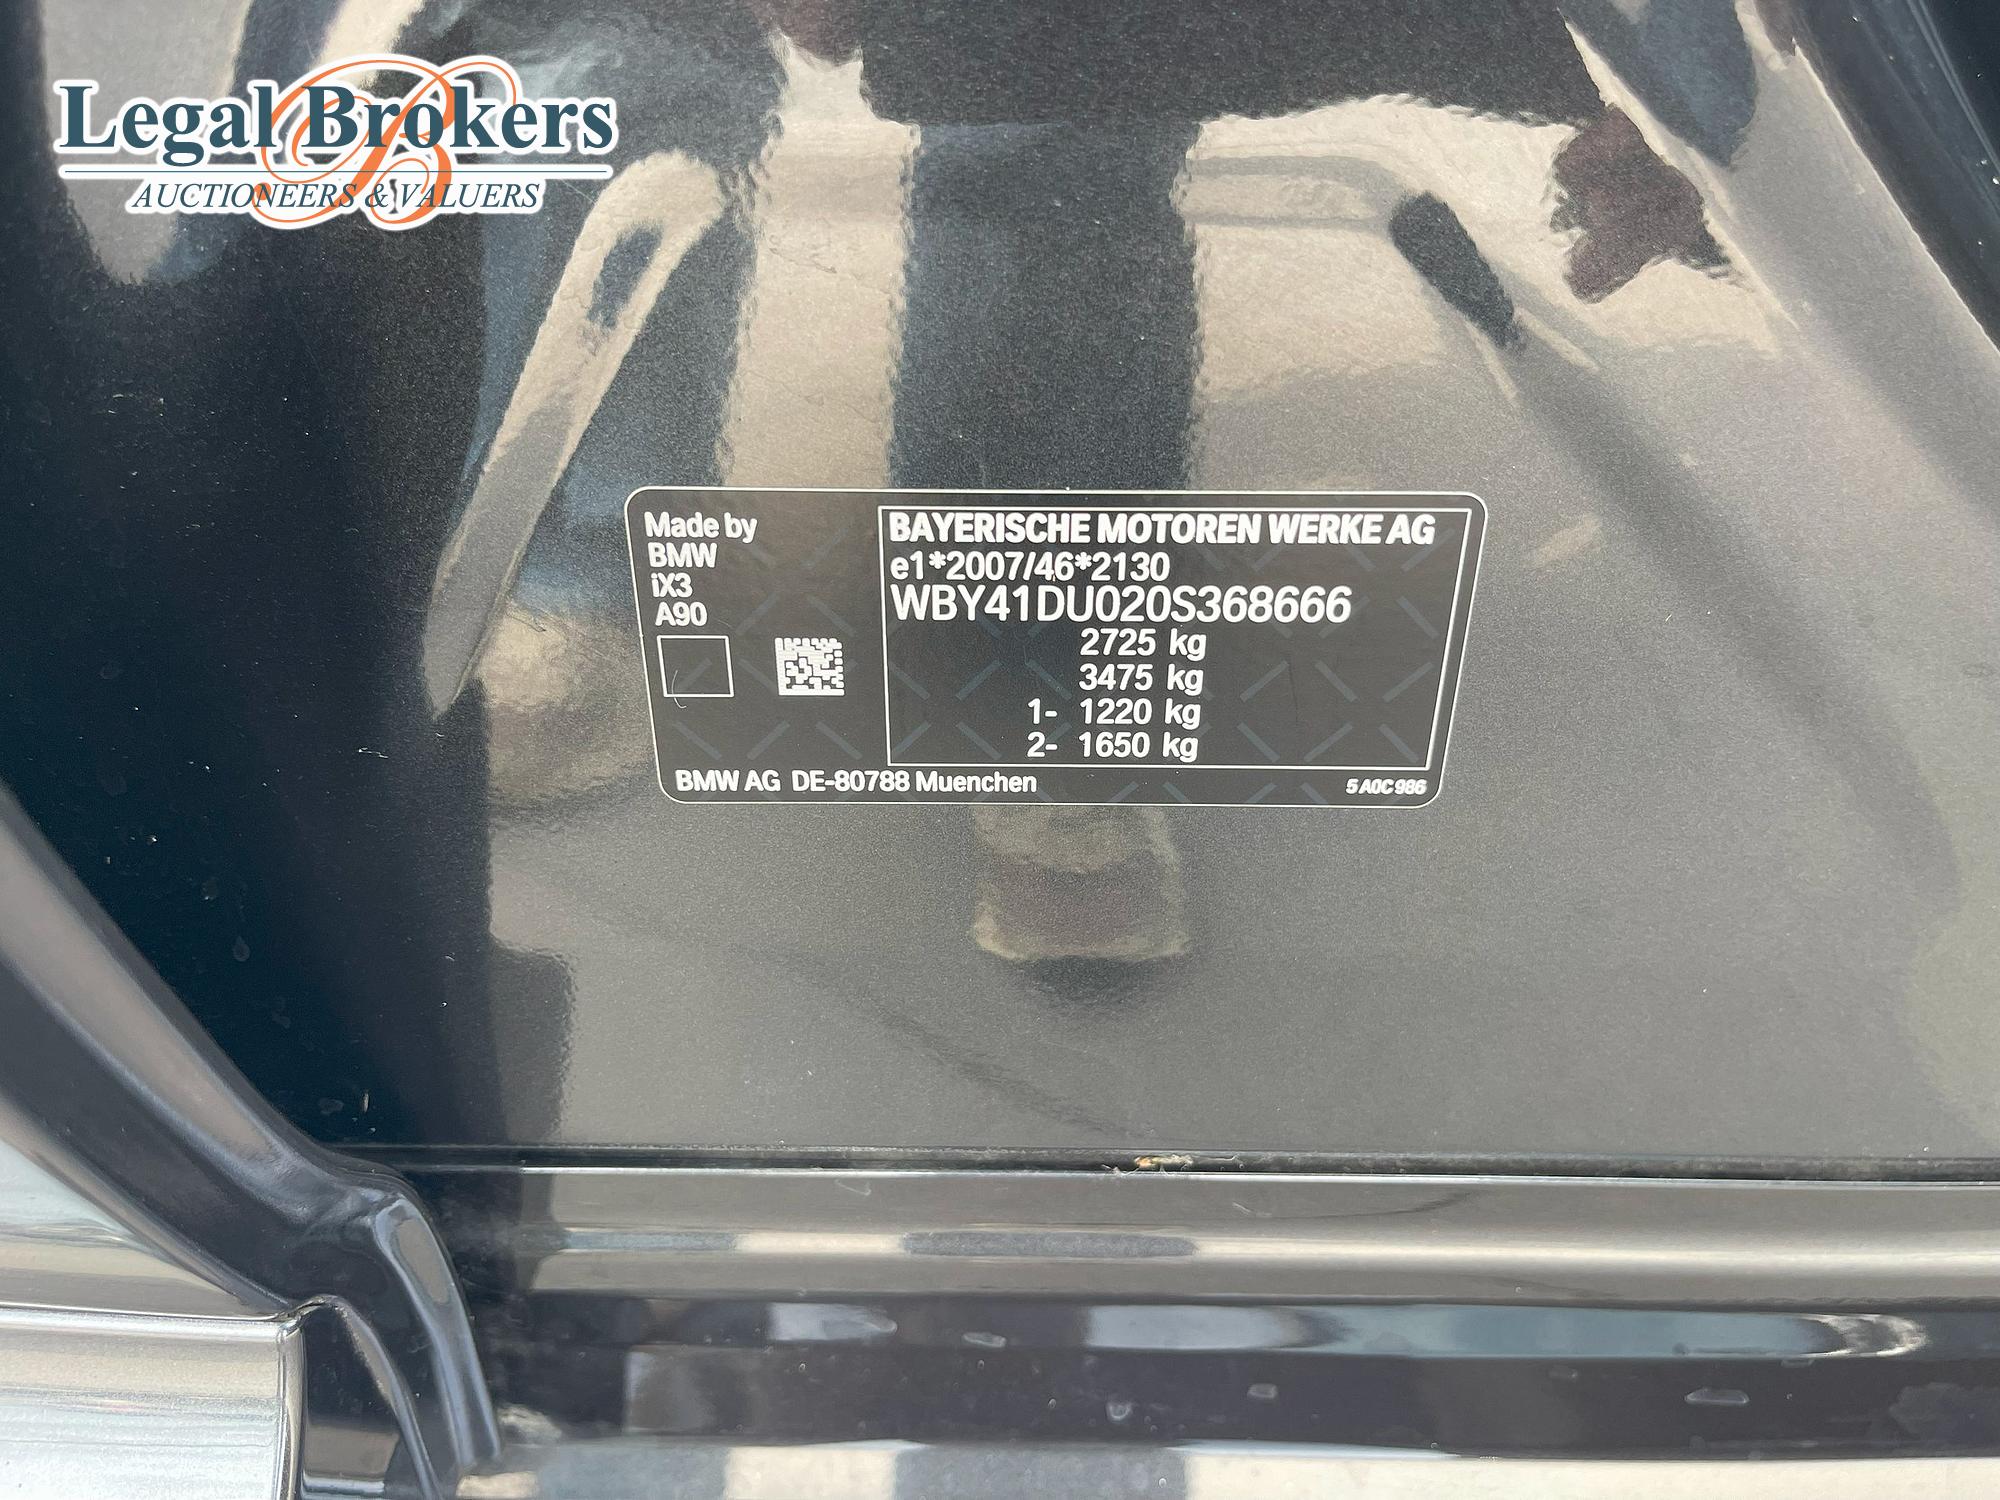 Legal Brokers
AUCTIONEERS & VALUERS
Made by
BMW
iX3
A90
BAYERISCHE MOTOREN WERKE AG
e1*2007/46*2130
WBY41DU020S368666
2725 kg
3475 kg
1- 1220 kg
2- 1650 kg
BMW AG DE-80788 Muenchen
5A0C986